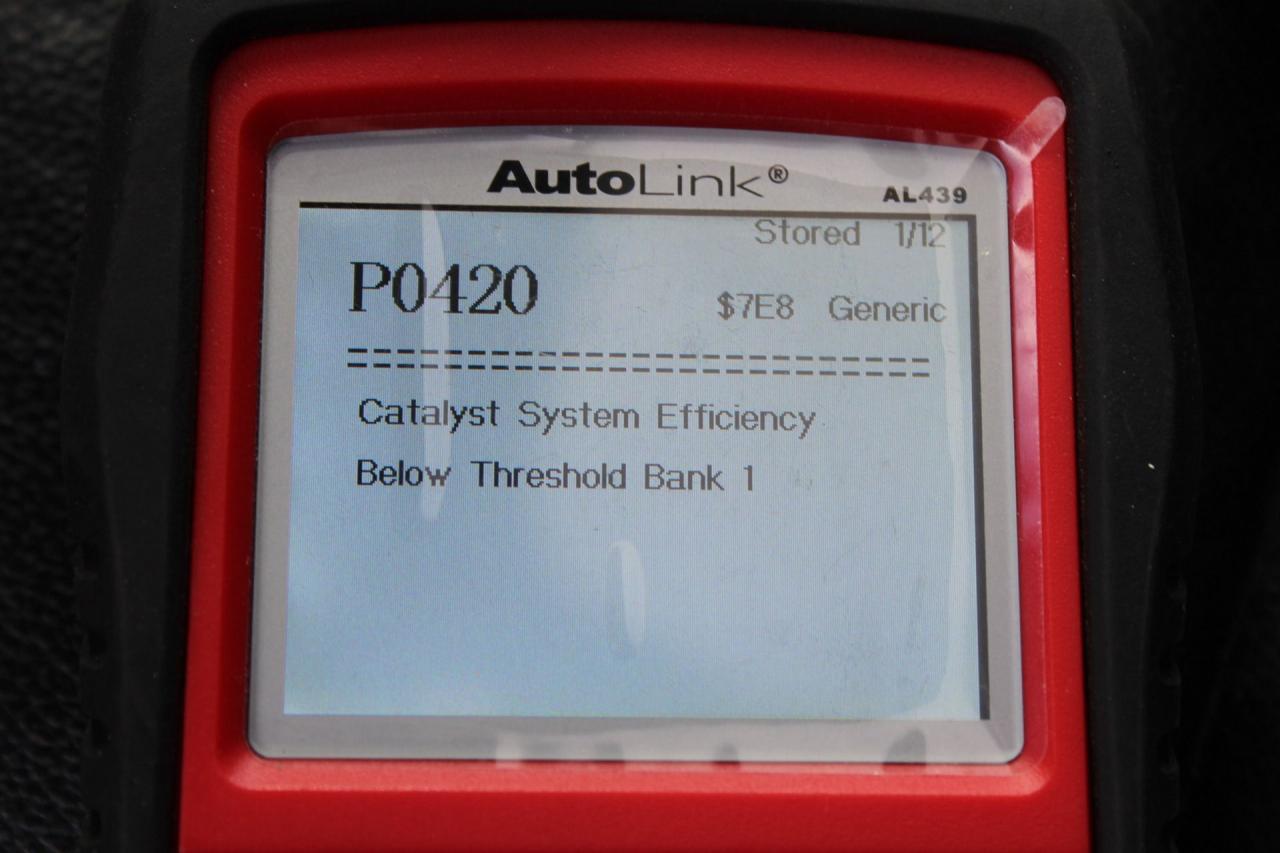 AutoLink®
AL439
Stored 1/12
P0420 $7E8 Generic
Catalyst System Efficiency
Below Threshold Bank 1